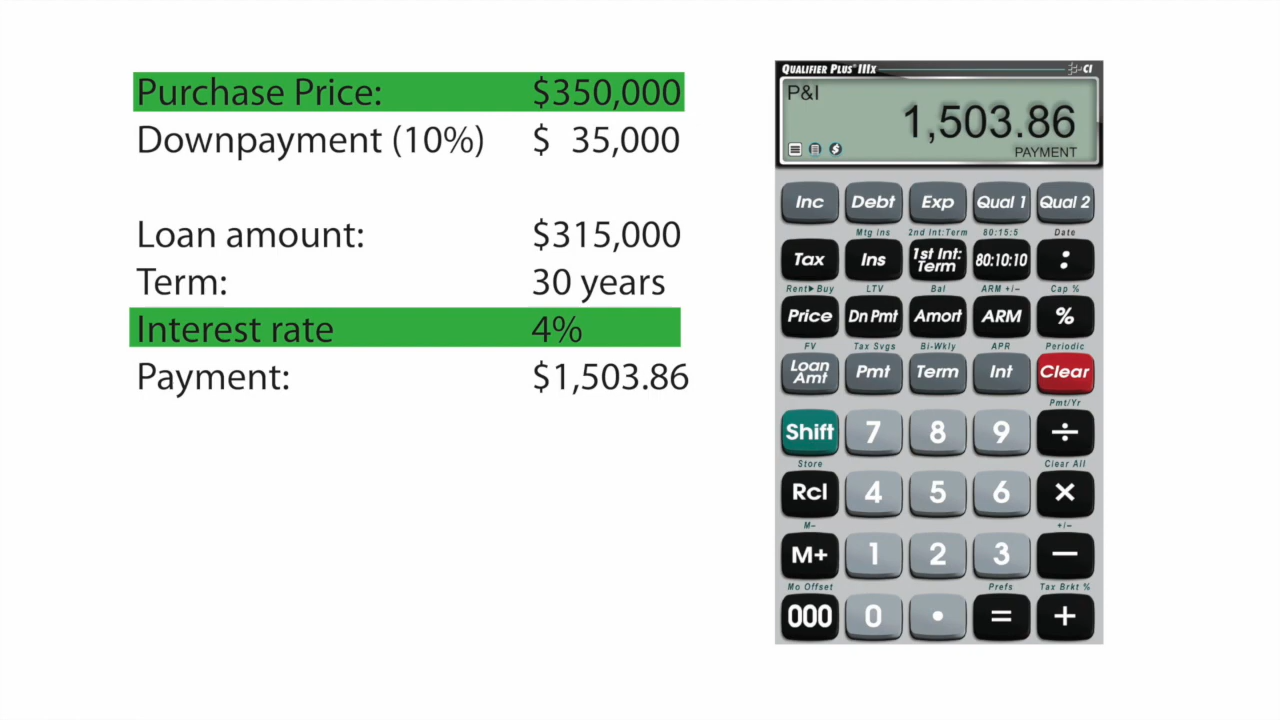 Purchase Price: $350,000
Downpayment (10%) $ 35,000
Loan amount: $315,000
Term: 30 years
Interest rate 4%
Payment: $1,503.86
QUALIFIER PLUS® IIIX CI
P&I
1,503.86
PAYMENT
Inc Debt Exp Qual 1 Qual 2
Mtg ins 2nd Int:Term 80:15:5 Date
Tax Ins 1st Int: Term 80:10:10 :
Rent▶Buy LTV Bal ARM +/– Cap %
Price Dn Pmt Amort ARM %
FV Tax Svgs Bi-Wkly APR Periodic
Loan Amt Pmt Term Int Clear
Pmt/Yr
Shift 7 8 9 ÷
Store Clear All
Rcl 4 5 6 ×
M– +/–
M+ 1 2 3 –
Mo Offset Prefs Tax Brkt %
000 0 • = +